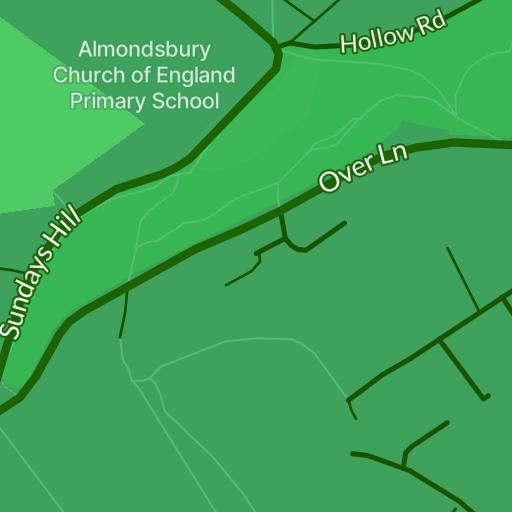 Hollow Rd
Almondsbury
Church of England
Primary School
Over Ln
Sundays Hill